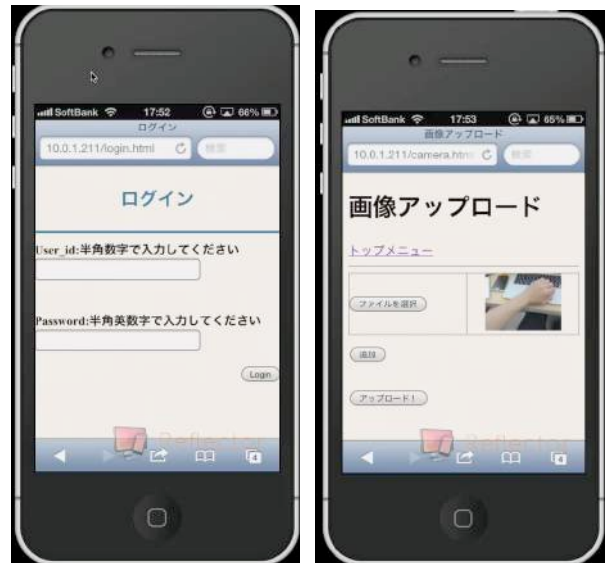 SoftBank 17:52 66%
ログイン
10.0.1.211/login.html
検索
ログイン
User_id:半角数字で入力してください
Password:半角英数字で入力してください
Login
Reflector
4
SoftBank 17:53 65%
画像アップロード
10.0.1.211/camera.htm
検索
画像アップロード
トップメニュー
ファイルを選択
追加
アップロード!
Reflector
4